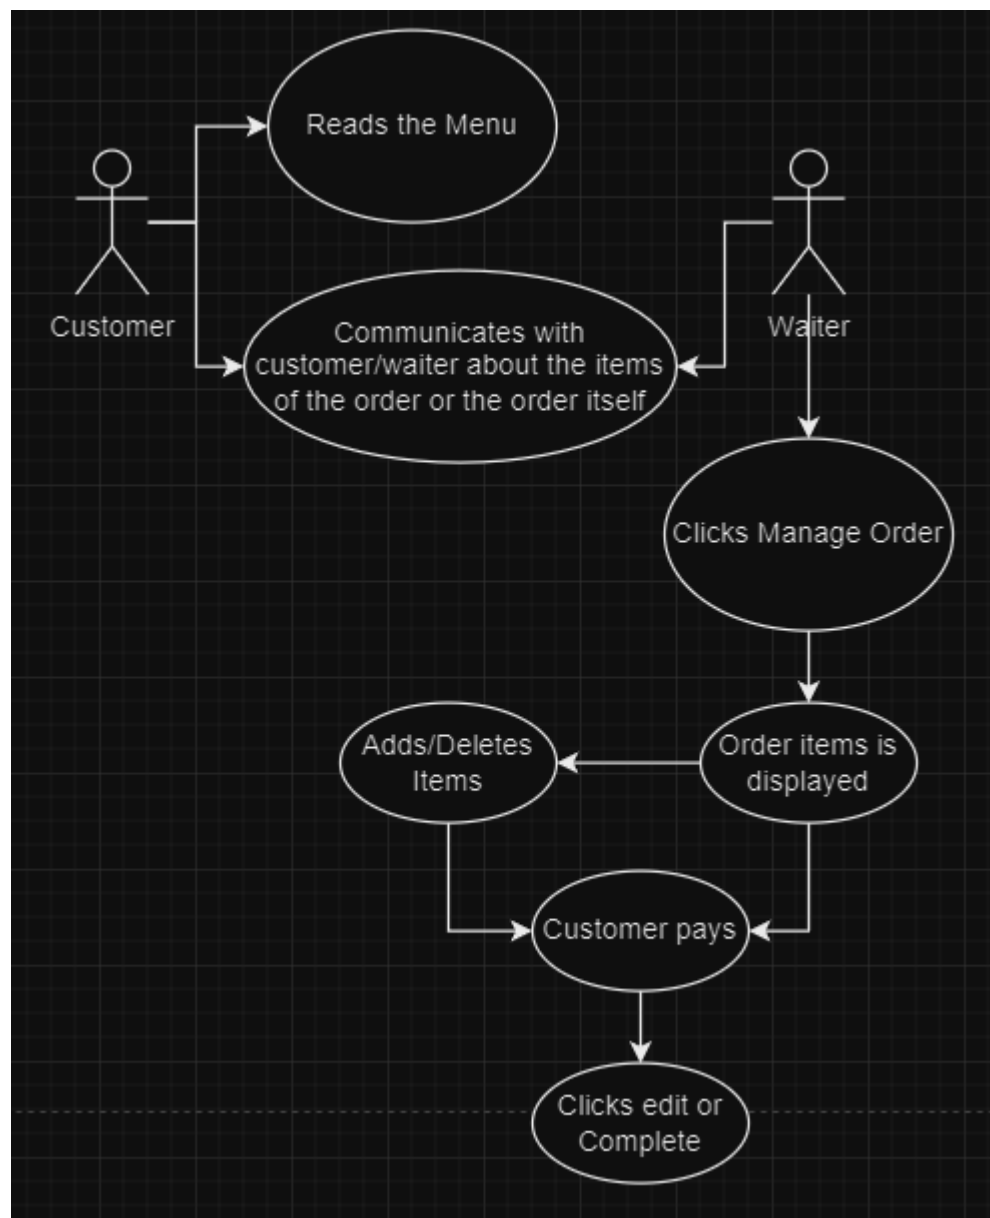 Reads the Menu
Customer
Waiter
Communicates with
customer/waiter about the items
of the order or the order itself
Clicks Manage Order
Adds/Deletes
Items
Order items is
displayed
Customer pays
Clicks edit or
Complete